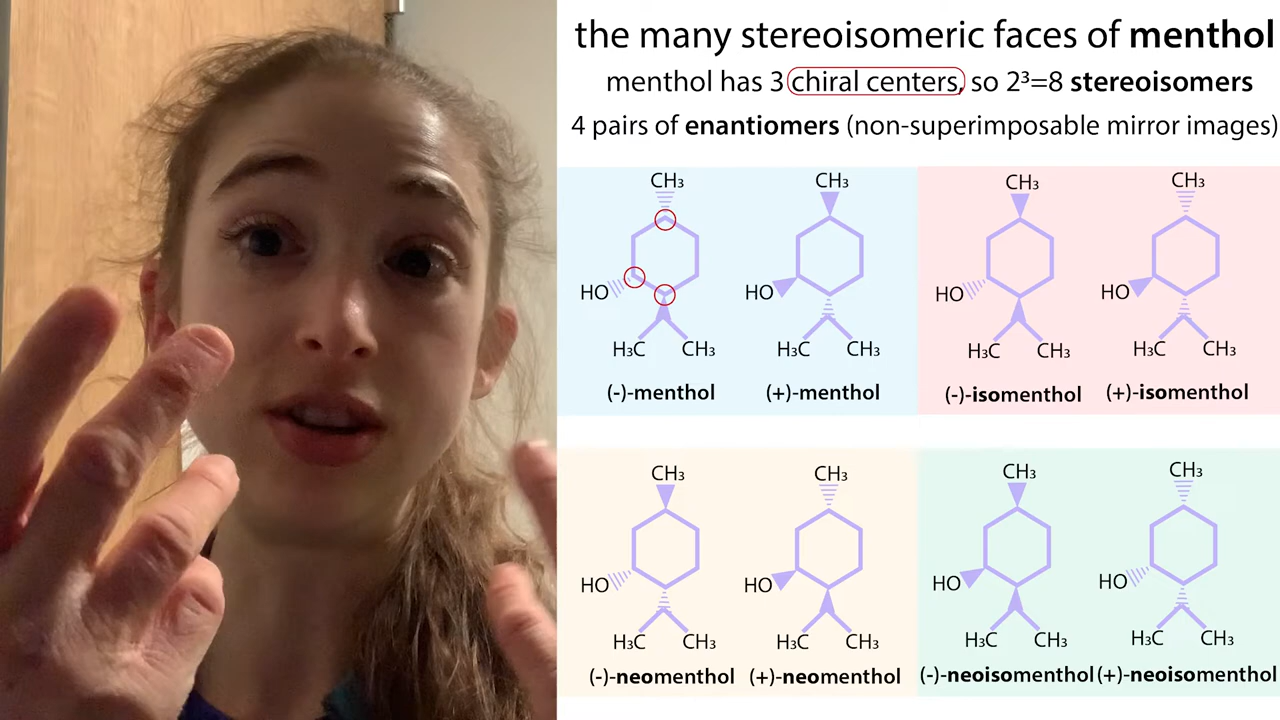 the many stereoisomeric faces of menthol
menthol has 3 chiral centers, so 2³=8 stereoisomers
4 pairs of enantiomers (non-superimposable mirror images)
CH₃ CH₃ CH₃ CH₃
HO HO HO HO
H₃C CH₃ H₃C CH₃ H₃C CH₃ H₃C CH₃
(-)-menthol (+)-menthol (-)-isomenthol (+)-isomenthol
CH₃ CH₃ CH₃ CH₃
HO HO HO HO
H₃C CH₃ H₃C CH₃ H₃C CH₃ H₃C CH₃
(-)-neomenthol (+)-neomenthol (-)-neoisomenthol (+)-neoisomenthol